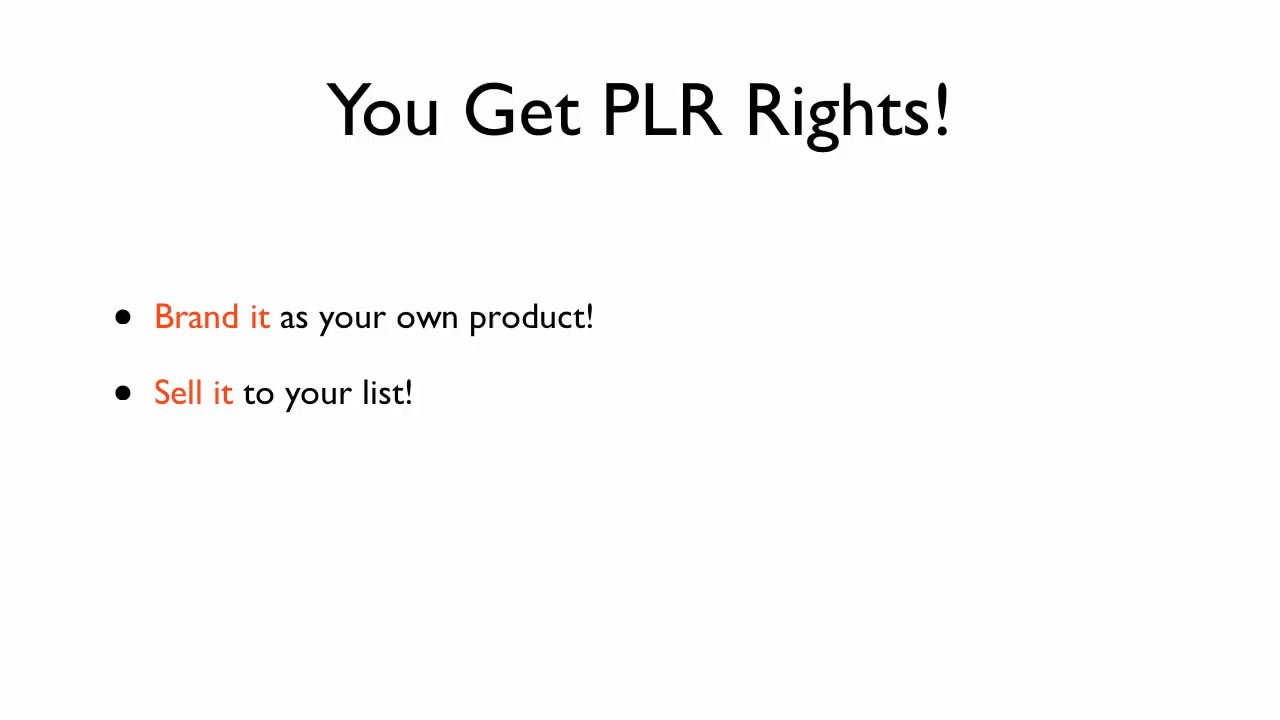 You Get PLR Rights!
• Brand it as your own product!
• Sell it to your list!